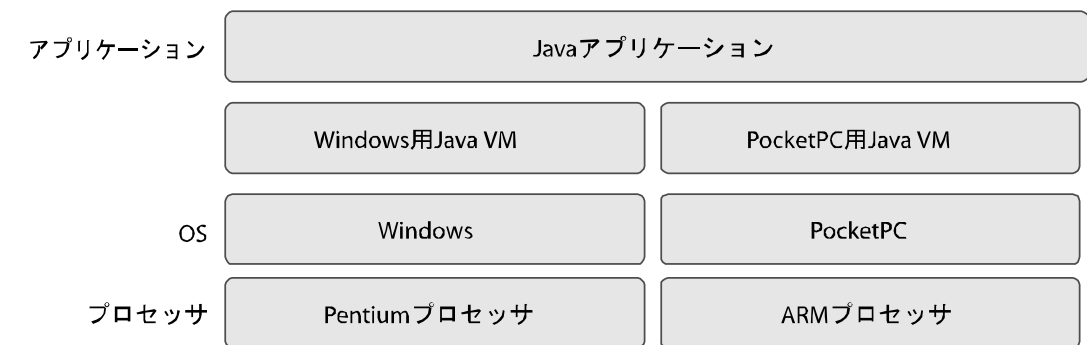 アプリケーション
Javaアプリケーション
Windows用Java VM
PocketPC用Java VM
OS
Windows
PocketPC
プロセッサ
Pentiumプロセッサ
ARMプロセッサ